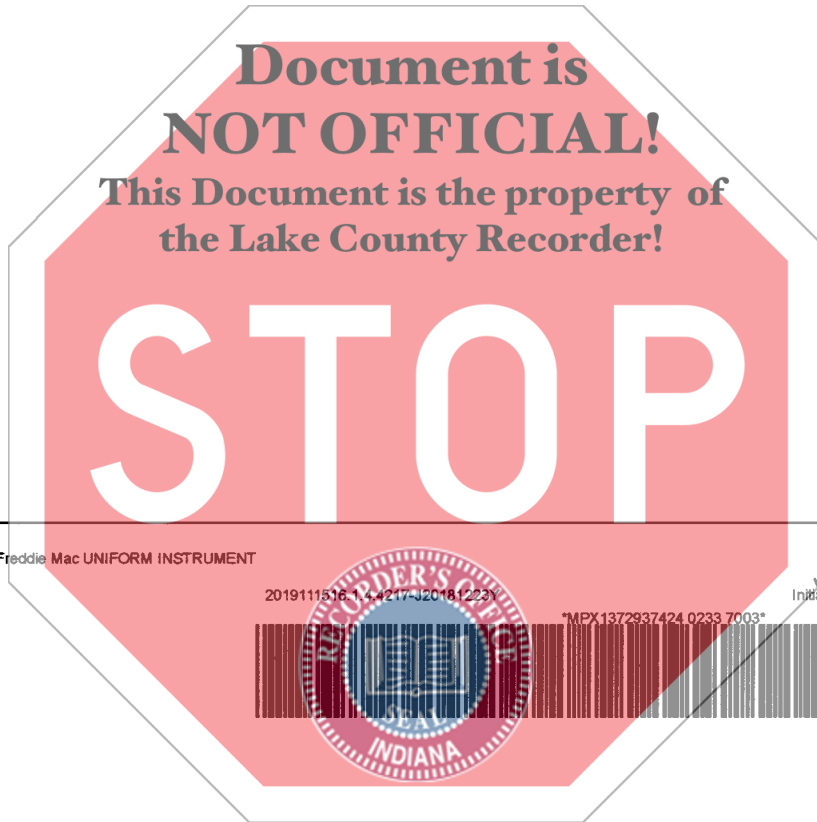 Document is
NOT OFFICIAL!
This Document is the property of
the Lake County Recorder!
STOP
Freddie Mac UNIFORM INSTRUMENT
2019111516.1.4.4217-J20181223Y
*MPX1372937424 0233 7003*
RECORDER'S OFFICE
SEAL
INDIANA